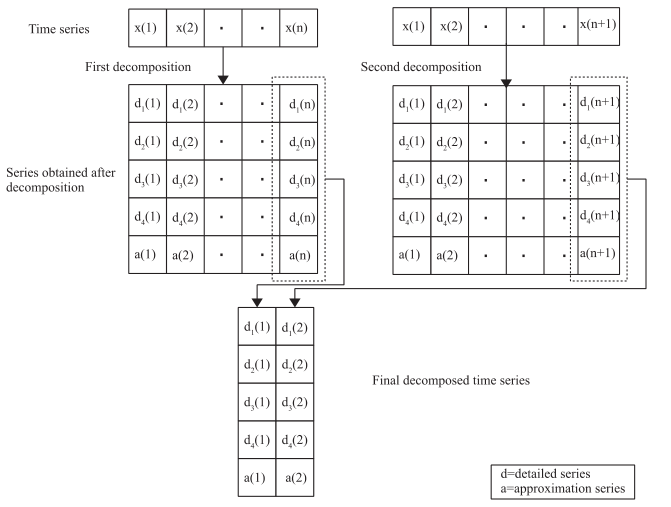 Time series x(1) x(2) · · x(n) x(1) x(2) · · · x(n+1)
First decomposition Second decomposition
d₁(1) d₁(2) · · d₁(n) d₁(1) d₁(2) · · · d₁(n+1)
d₂(1) d₂(2) · · d₂(n) d₂(1) d₂(2) · · · d₂(n+1)
Series obtained after
decomposition
d₃(1) d₃(2) · · d₃(n) d₃(1) d₃(2) · · · d₃(n+1)
d₄(1) d₄(2) · · d₄(n) d₄(1) d₄(2) · · · d₄(n+1)
a(1) a(2) · · a(n) a(1) a(2) · · · a(n+1)
d₁(1) d₁(2)
d₂(1) d₂(2)
Final decomposed time series
d₃(1) d₃(2)
d₄(1) d₄(2)
a(1) a(2)
d=detailed series
a=approximation series